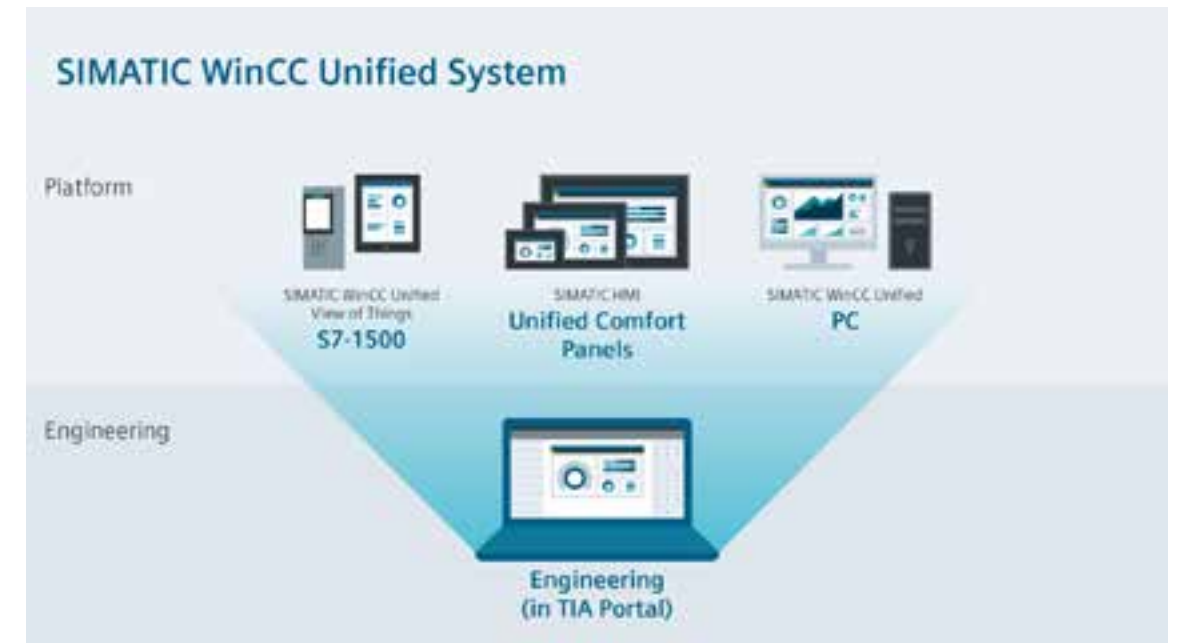 SIMATIC WinCC Unified System
Platform
SIMATIC WinCC Unified
View of Things
S7-1500
SIMATIC HMI
Unified Comfort
Panels
SIMATIC WinCC Unified
PC
Engineering
Engineering
(in TIA Portal)